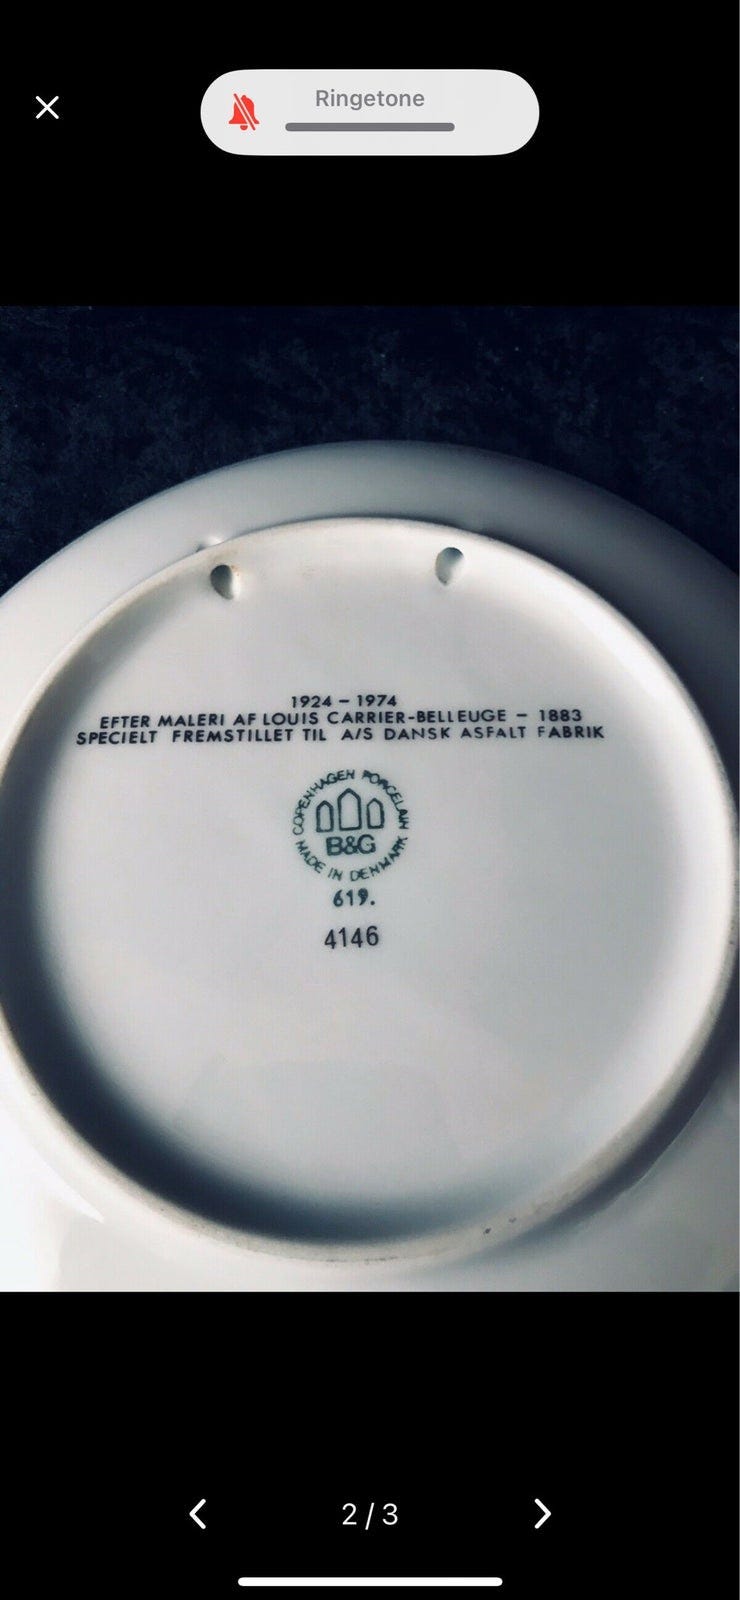 Ringetone
1924 – 1974
EFTER MALERI AF LOUIS CARRIER-BELLEUGE – 1883
SPECIELT FREMSTILLET TIL A/S DANSK ASFALT FABRIK
COPENHAGEN PORCELAIN
B&G
MADE IN DENMARK
619.
4146
2 / 3